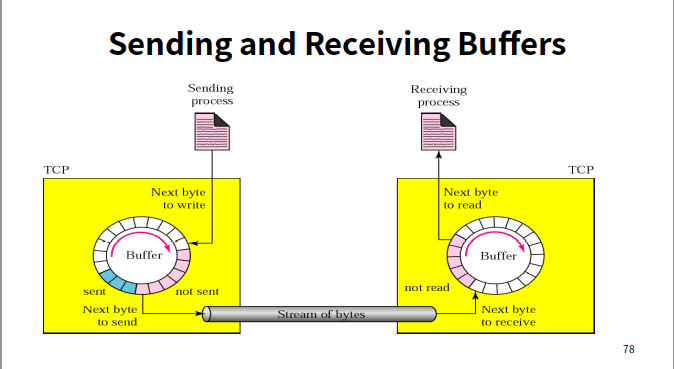 Sending and Receiving Buffers
Sending
process
Receiving
process
TCP
TCP
Next byte
to write
Next byte
to read
Buffer
Buffer
sent
not sent
not read
Next byte
to send
Stream of bytes
Next byte
to receive
78